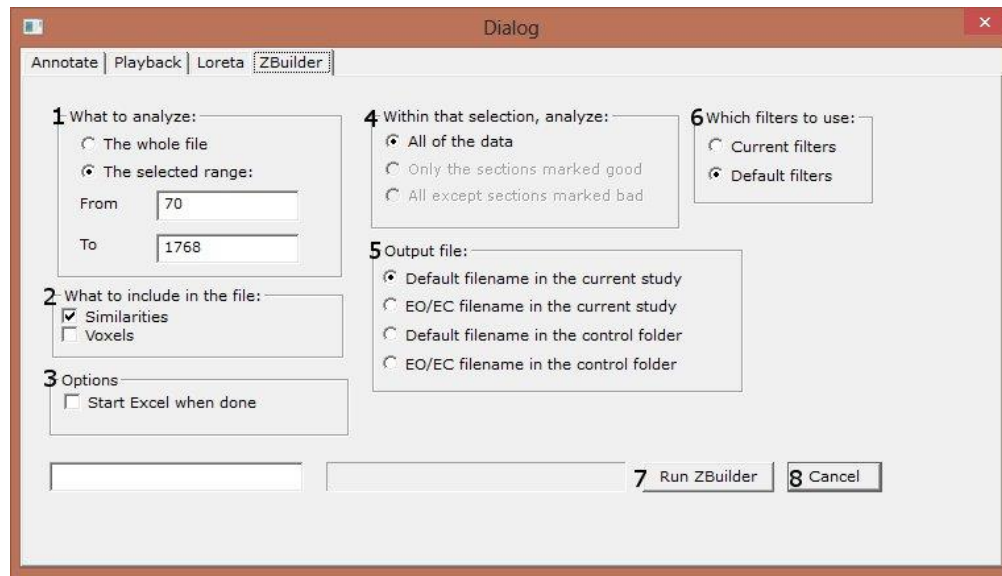 Dialog
Annotate Playback Loreta ZBuilder
1 What to analyze:
The whole file
The selected range:
From 70
To 1768
2 What to include in the file:
Similarities
Voxels
3 Options
Start Excel when done
4 Within that selection, analyze:
All of the data
Only the sections marked good
All except sections marked bad
5 Output file:
Default filename in the current study
EO/EC filename in the current study
Default filename in the control folder
EO/EC filename in the control folder
6 Which filters to use:
Current filters
Default filters
7 Run ZBuilder
8 Cancel